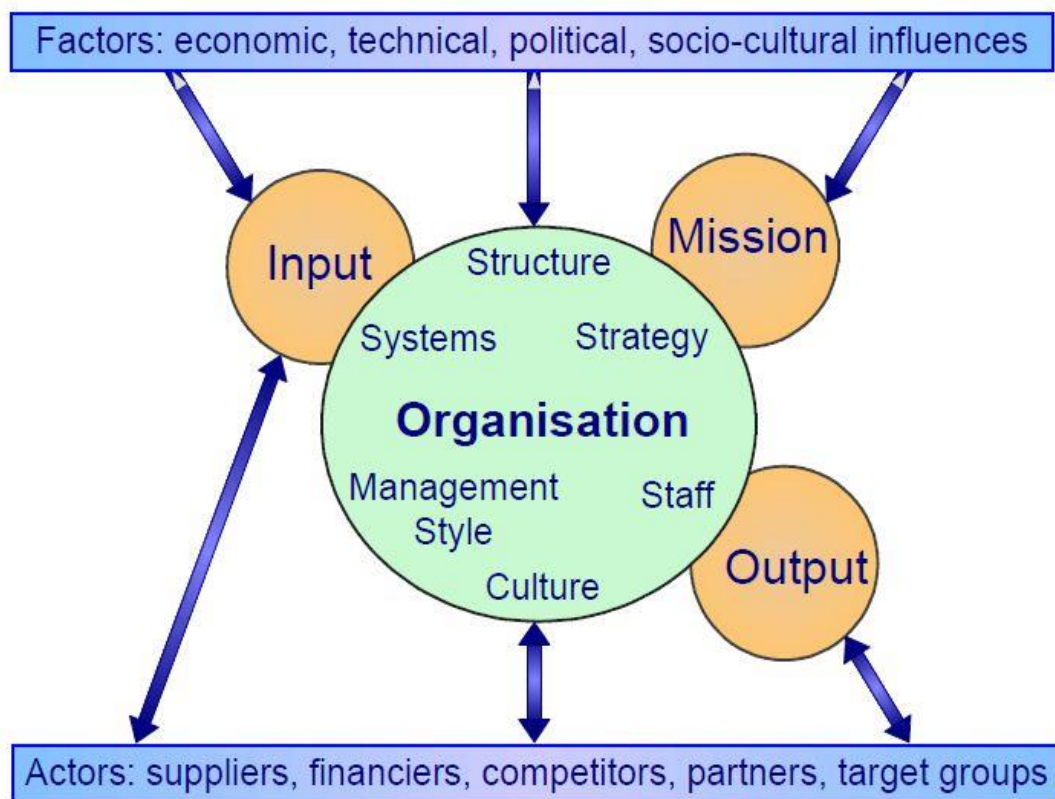 Factors: economic, technical, political, socio-cultural influences
Input
Mission
Structure
Systems
Strategy
Organisation
Management
Style
Staff
Culture
Output
Actors: suppliers, financiers, competitors, partners, target groups